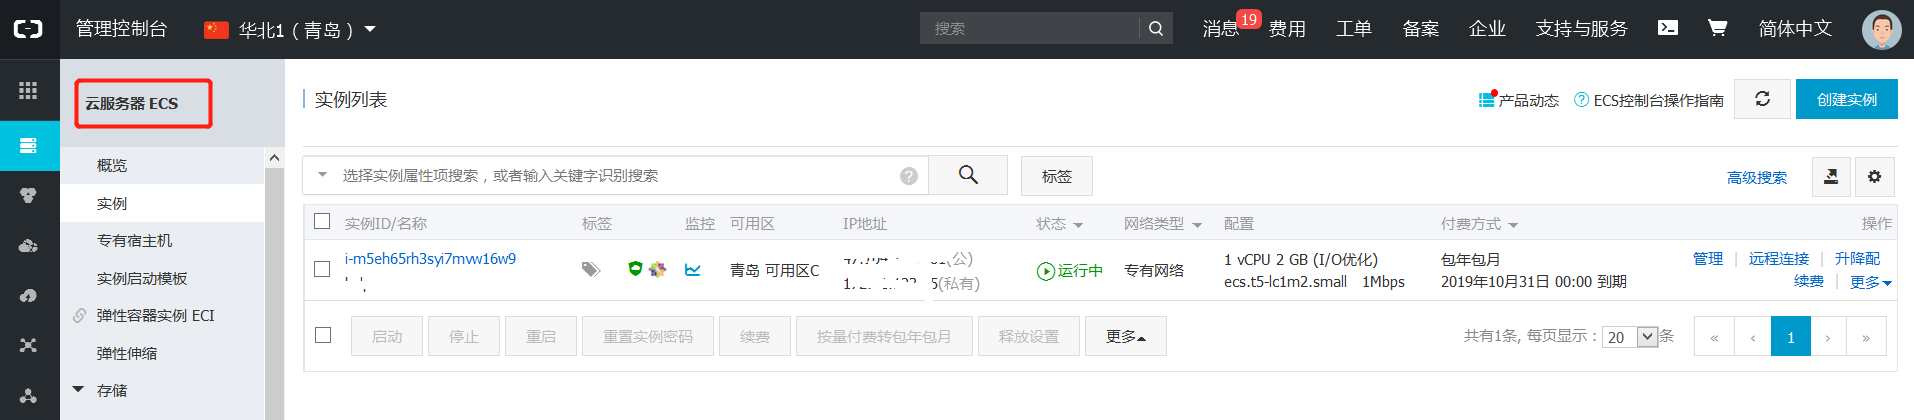 管理控制台 华北1（青岛） 搜索 消息 19 费用 工单 备案 企业 支持与服务 简体中文
云服务器 ECS
概览
实例
专有宿主机
实例启动模板
弹性容器实例 ECI
弹性伸缩
存储
实例列表 产品动态 ? ECS控制台操作指南 创建实例
选择实例属性项搜索，或者输入关键字识别搜索 ? 标签 高级搜索
实例ID/名称 标签 监控 可用区 IP地址 状态 网络类型 配置 付费方式 操作
i-m5eh65rh3syi7mvw16w9
青岛 可用区C
(公)
(私有)
运行中 专有网络
1 vCPU 2 GB (I/O优化)
ecs.t5-lc1m2.small 1Mbps
包年包月
2019年10月31日 00:00 到期
管理 | 远程连接 | 升降配
续费 | 更多
启动 停止 重启 重置实例密码 续费 按量付费转包年包月 释放设置 更多 共有1条, 每页显示：20 条 « ‹ 1 › »